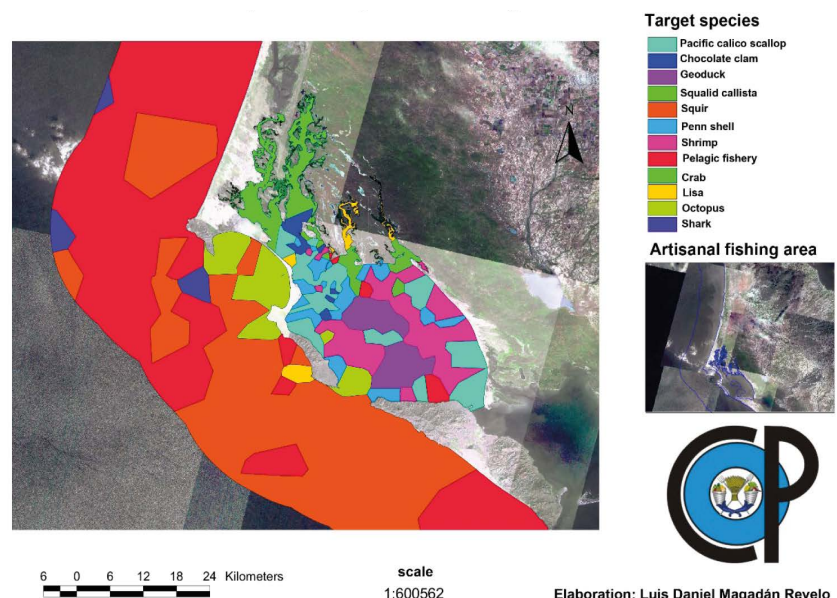 Target species
Pacific calico scallop
Chocolate clam
Geoduck
Squalid callista
Squir
Penn shell
Shrimp
Pelagic fishery
Crab
Lisa
Octopus
Shark
N
Artisanal fishing area
COP
6 0 6 12 18 24 Kilometers
scale
1:600562
Elaboration: Luis Daniel Magadán Revelo